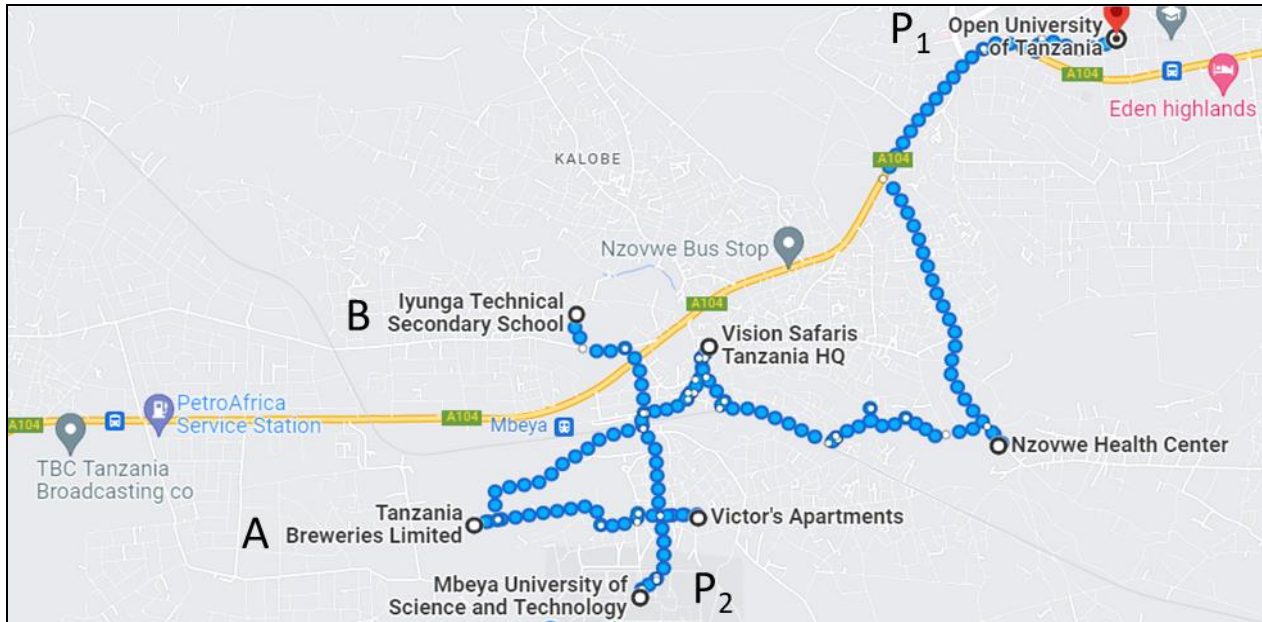 P1
Open University
of Tanzania
A104
Eden highlands
A104
KALOBE
Nzovwe Bus Stop
A104
B
Iyunga Technical
Secondary School
Vision Safaris
Tanzania HQ
PetroAfrica
Service Station
A104
A104
Mbeya
TBC Tanzania
Broadcasting co
Nzovwe Health Center
A
Tanzania
Breweries Limited
Victor's Apartments
Mbeya University of
Science and Technology
P2